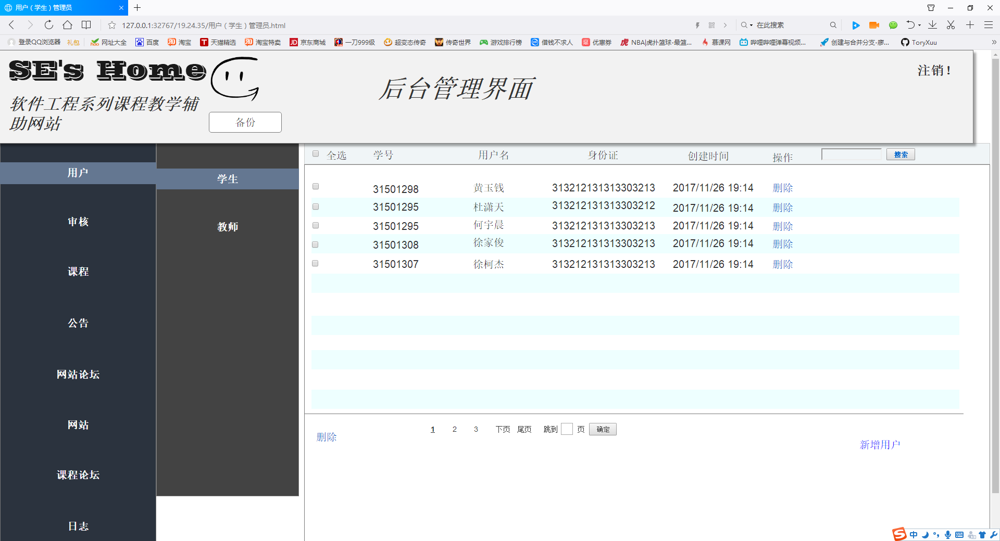 用户（学生）管理员
127.0.0.1:32767/19.24.35/用户（学生）管理员.html
在此搜索
登录QQ浏览器 礼包 网址大全 百度 淘宝 天猫精选 淘宝特卖 京东商城 一刀999级 超变态传奇 传奇世界 游戏排行榜 借钱不求人 优惠券 NBA|虎扑篮球-最篮... 慕课网 哔哩哔哩弹幕视频... 创建与合并分支-廖... ToryXuu
SE's Home
软件工程系列课程教学辅
助网站
备份
后台管理界面
注销！
用户
审核
课程
公告
网站论坛
网站
课程论坛
日志
学生
教师
全选 学号 用户名 身份证 创建时间 操作 搜索
31501298 黄玉钱 313212131313303213 2017/11/26 19:14 删除
31501295 杜潇天 313212131313303212 2017/11/26 19:14 删除
31501295 何宇晨 313212131313303213 2017/11/26 19:14 删除
31501308 徐家俊 313212131313303213 2017/11/26 19:14 删除
31501307 徐柯杰 313212131313303213 2017/11/26 19:14 删除
删除 1 2 3 下页 尾页 跳到 页 确定
新增用户
中